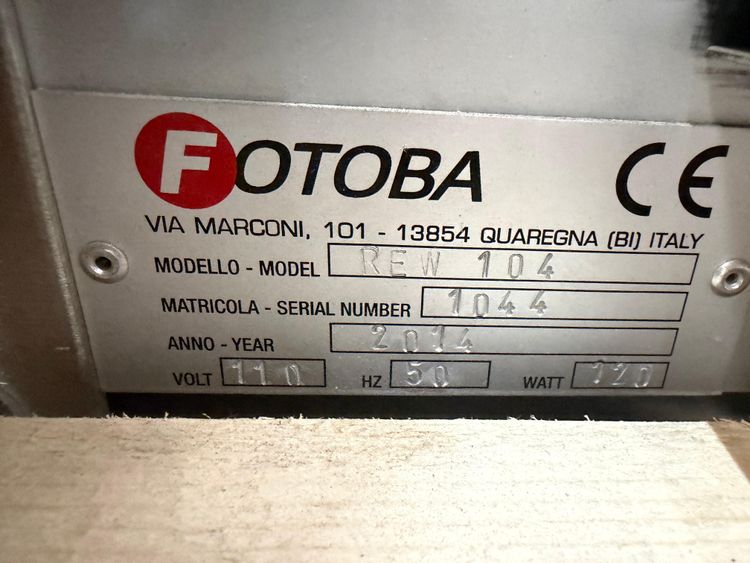 FOTOBA CE
VIA MARCONI, 101 - 13854 QUAREGNA (BI) ITALY
MODELLO - MODEL REW 104
MATRICOLA - SERIAL NUMBER 1044
ANNO - YEAR 2014
VOLT 110 HZ 50 WATT 120